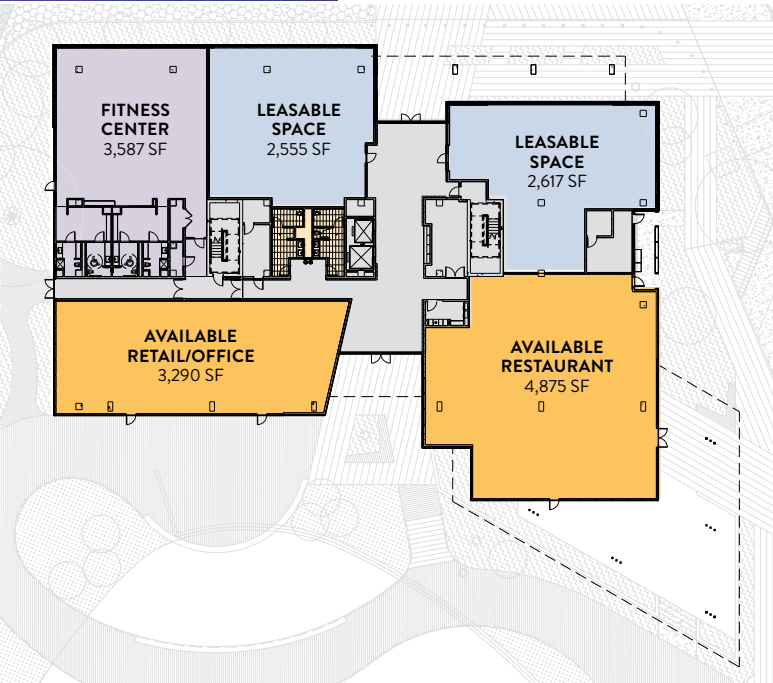 FITNESS
CENTER
3,587 SF
LEASABLE
SPACE
2,555 SF
LEASABLE
SPACE
2,617 SF
AVAILABLE
RETAIL/OFFICE
3,290 SF
AVAILABLE
RESTAURANT
4,875 SF